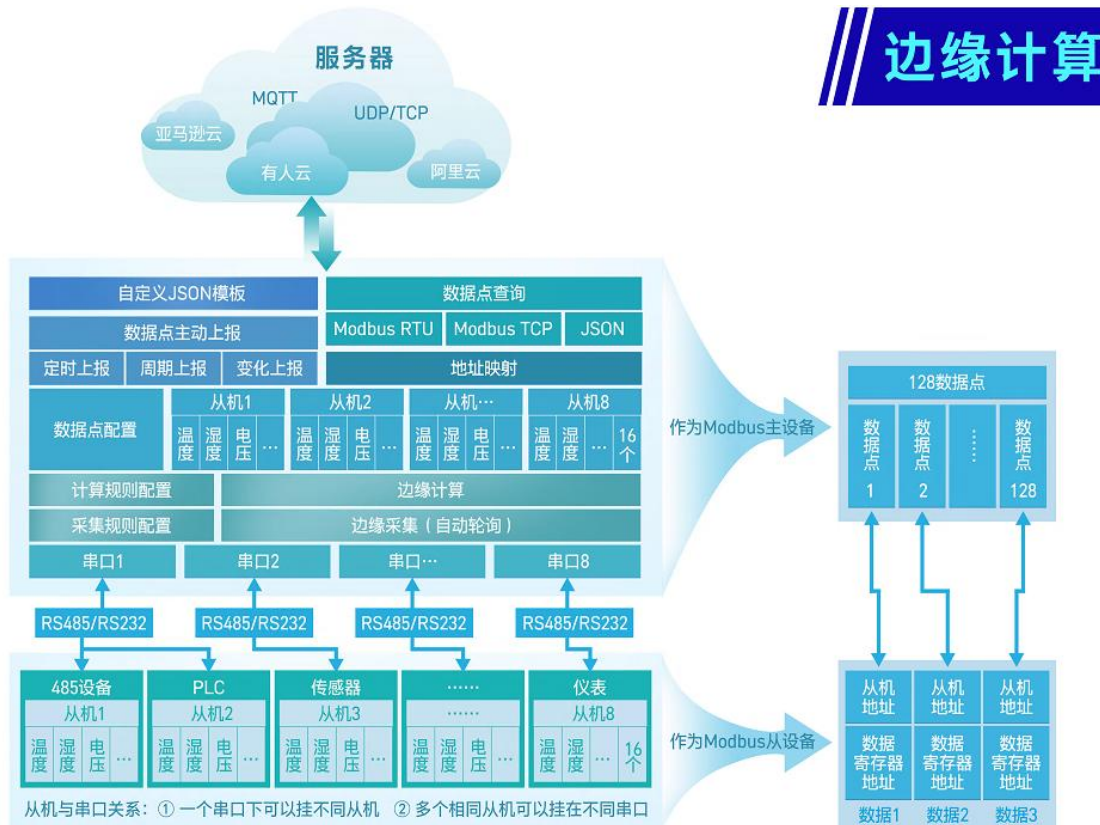 边缘计算
服务器
MQTT
UDP/TCP
亚马逊云
有人云
阿里云
自定义JSON模板
数据点查询
数据点主动上报
Modbus RTU
Modbus TCP
JSON
定时上报
周期上报
变化上报
地址映射
数据点配置
从机1
从机2
从机…
从机8
温度
湿度
电压
…
温度
湿度
电压
…
温度
湿度
电压
…
温度
湿度
…
16个
计算规则配置
边缘计算
采集规则配置
边缘采集（自动轮询）
串口1
串口2
串口…
串口8
RS485/RS232
RS485/RS232
RS485/RS232
RS485/RS232
485设备
PLC
传感器
……
仪表
从机1
从机2
从机3
……
从机8
温度
湿度
电压
…
温度
湿度
电压
…
温度
湿度
电压
…
温度
湿度
电压
…
温度
湿度
…
16个
从机与串口关系：① 一个串口下可以挂不同从机 ② 多个相同从机可以挂在不同串口
作为Modbus主设备
128数据点
数据点
1
数据点
2
……
数据点
128
作为Modbus从设备
从机
地址
从机
地址
从机
地址
数据
寄存器
地址
数据
寄存器
地址
数据
寄存器
地址
数据1
数据2
数据3